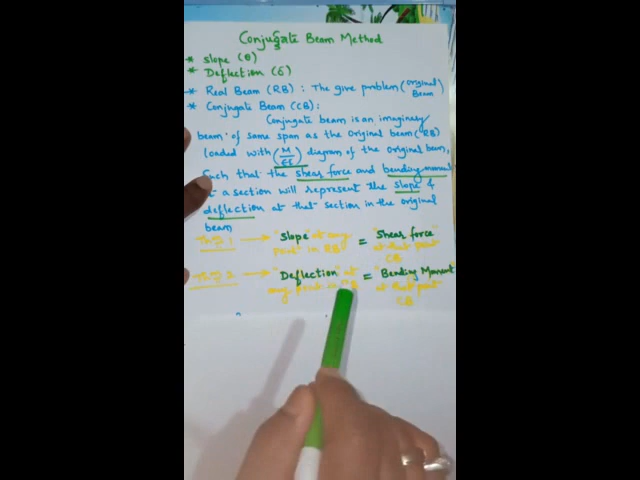 Conjugate Beam Method
* Slope (θ)
* Deflection (δ)
* Real Beam (RB) : The give problem (Original Beam)
* Conjugate Beam (CB) :
Conjugate beam is an imaginary
beam of same span as the original beam (RB)
loaded with (M/EI) diagram of the original beam,
Such that the shear force and bending moment
at a section will represent the slope &
deflection at that section in the original
beam
Thm 1 → "Slope" at any = "Shear force"
point in RB at that point
CB
Thm 2 → "Deflection" at = "Bending Moment
any point in RB at that point
CB